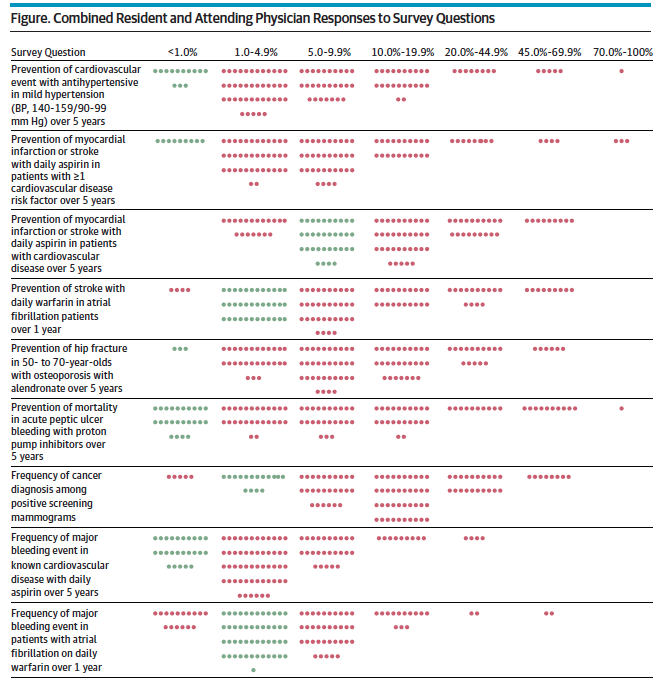 Figure. Combined Resident and Attending Physician Responses to Survey Questions
Survey Question <1.0% 1.0-4.9% 5.0-9.9% 10.0%-19.9% 20.0%-44.9% 45.0%-69.9% 70.0%-100%
Prevention of cardiovascular
event with antihypertensive
in mild hypertension
(BP, 140-159/90-99
mm Hg) over 5 years
Prevention of myocardial
infarction or stroke
with daily aspirin in
patients with ≥1
cardiovascular disease
risk factor over 5 years
Prevention of myocardial
infarction or stroke with
daily aspirin in patients
with cardiovascular
disease over 5 years
Prevention of stroke with
daily warfarin in atrial
fibrillation patients
over 1 year
Prevention of hip fracture
in 50- to 70-year-olds
with osteoporosis with
alendronate over 5 years
Prevention of mortality
in acute peptic ulcer
bleeding with proton
pump inhibitors over
5 years
Frequency of cancer
diagnosis among
positive screening
mammograms
Frequency of major
bleeding event in
known cardiovascular
disease with daily
aspirin over 5 years
Frequency of major
bleeding event in
patients with atrial
fibrillation on daily
warfarin over 1 year